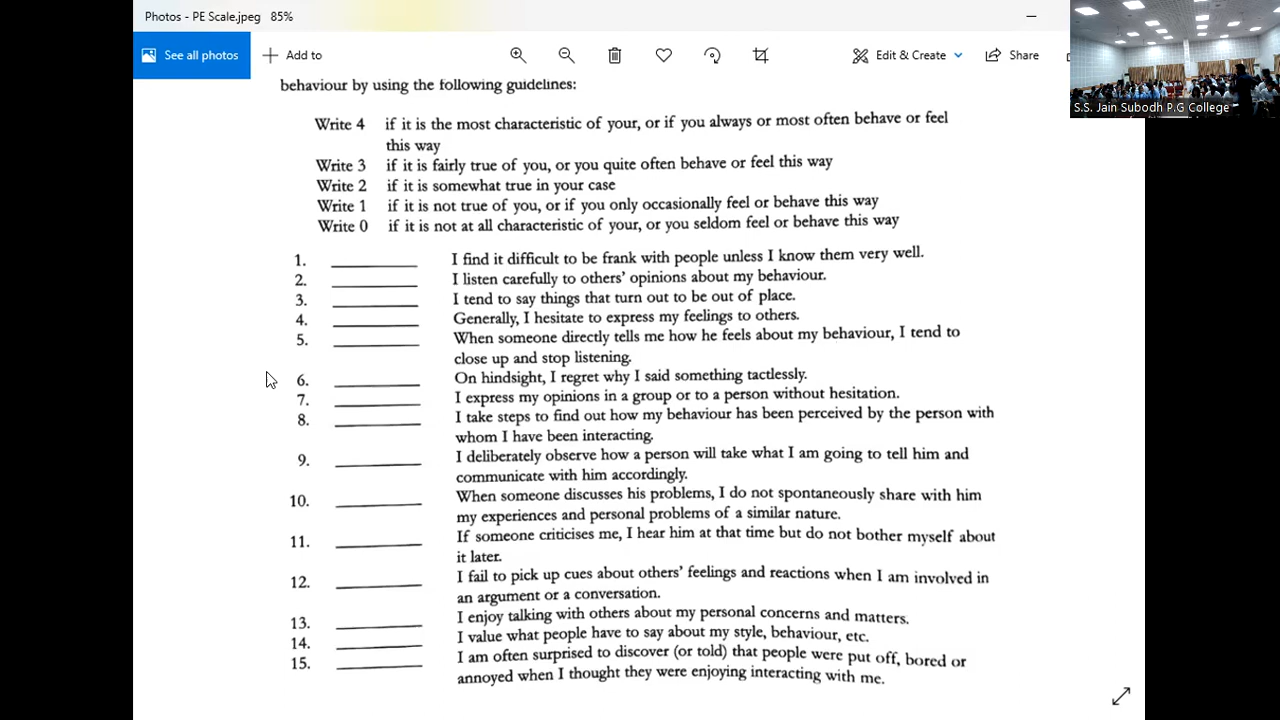 Photos - PE Scale.jpeg 85%
See all photos
Add to
Edit & Create
Share
S.S. Jain Subodh P.G College
behaviour by using the following guidelines:
Write 4 if it is the most characteristic of your, or if you always or most often behave or feel
this way
Write 3 if it is fairly true of you, or you quite often behave or feel this way
Write 2 if it is somewhat true in your case
Write 1 if it is not true of you, or if you only occasionally feel or behave this way
Write 0 if it is not at all characteristic of your, or you seldom feel or behave this way
1. I find it difficult to be frank with people unless I know them very well.
2. I listen carefully to others' opinions about my behaviour.
3. I tend to say things that turn out to be out of place.
4. Generally, I hesitate to express my feelings to others.
5. When someone directly tells me how he feels about my behaviour, I tend to
close up and stop listening.
6. On hindsight, I regret why I said something tactlessly.
7. I express my opinions in a group or to a person without hesitation.
8. I take steps to find out how my behaviour has been perceived by the person with
whom I have been interacting.
9. I deliberately observe how a person will take what I am going to tell him and
communicate with him accordingly.
10. When someone discusses his problems, I do not spontaneously share with him
my experiences and personal problems of a similar nature.
11. If someone criticises me, I hear him at that time but do not bother myself about
it later.
12. I fail to pick up cues about others' feelings and reactions when I am involved in
an argument or a conversation.
13. I enjoy talking with others about my personal concerns and matters.
14. I value what people have to say about my style, behaviour, etc.
15. I am often surprised to discover (or told) that people were put off, bored or
annoyed when I thought they were enjoying interacting with me.